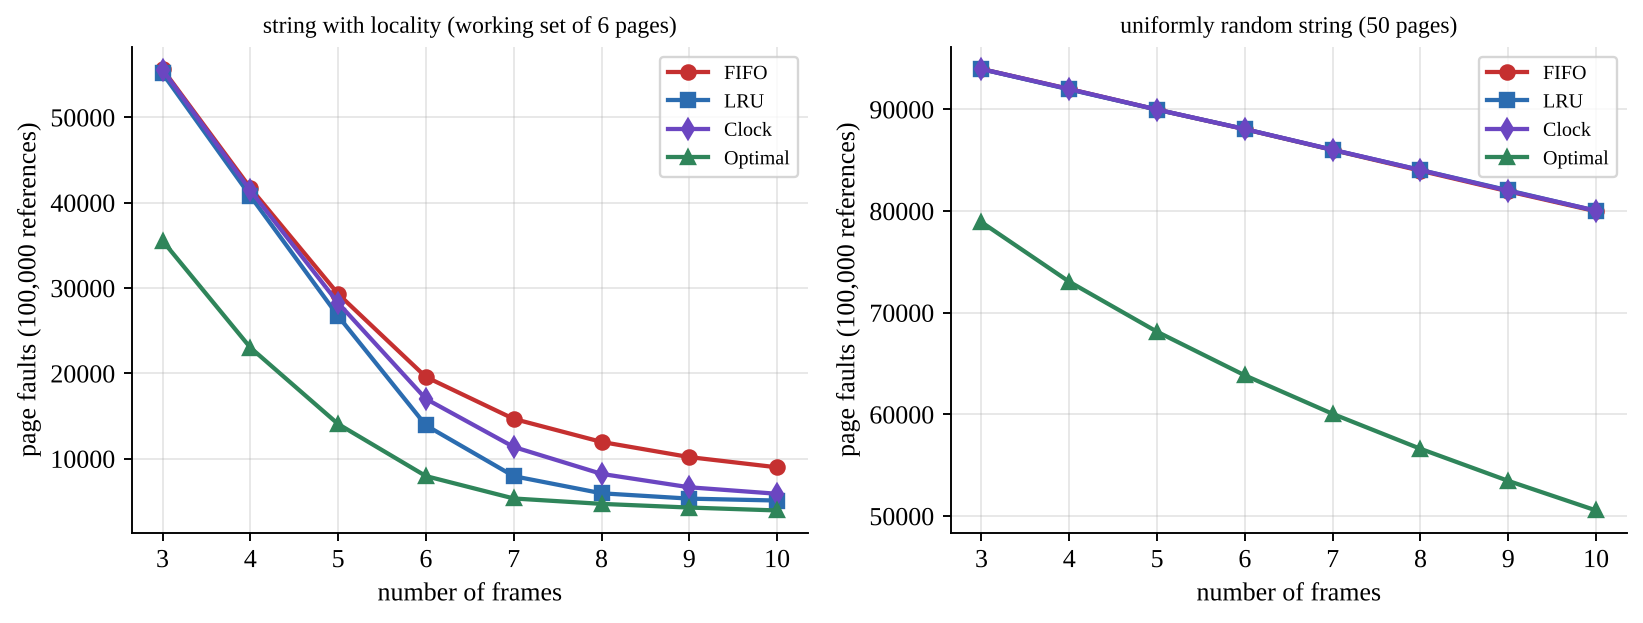 string with locality (working set of 6 pages)
page faults (100,000 references)
50000
40000
30000
20000
10000
FIFO
LRU
Clock
Optimal
3 4 5 6 7 8 9 10
number of frames
uniformly random string (50 pages)
page faults (100,000 references)
90000
80000
70000
60000
50000
FIFO
LRU
Clock
Optimal
3 4 5 6 7 8 9 10
number of frames